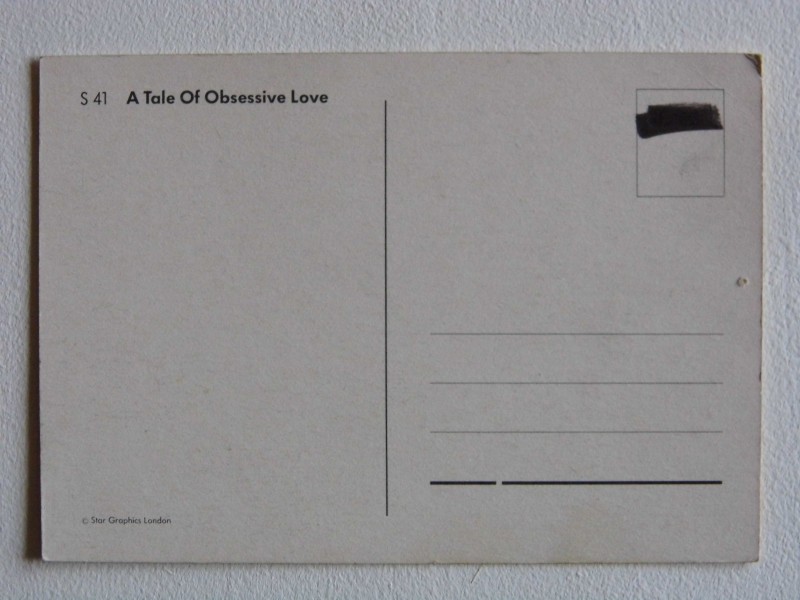 S 41 A Tale Of Obsessive Love
© Star Graphics London